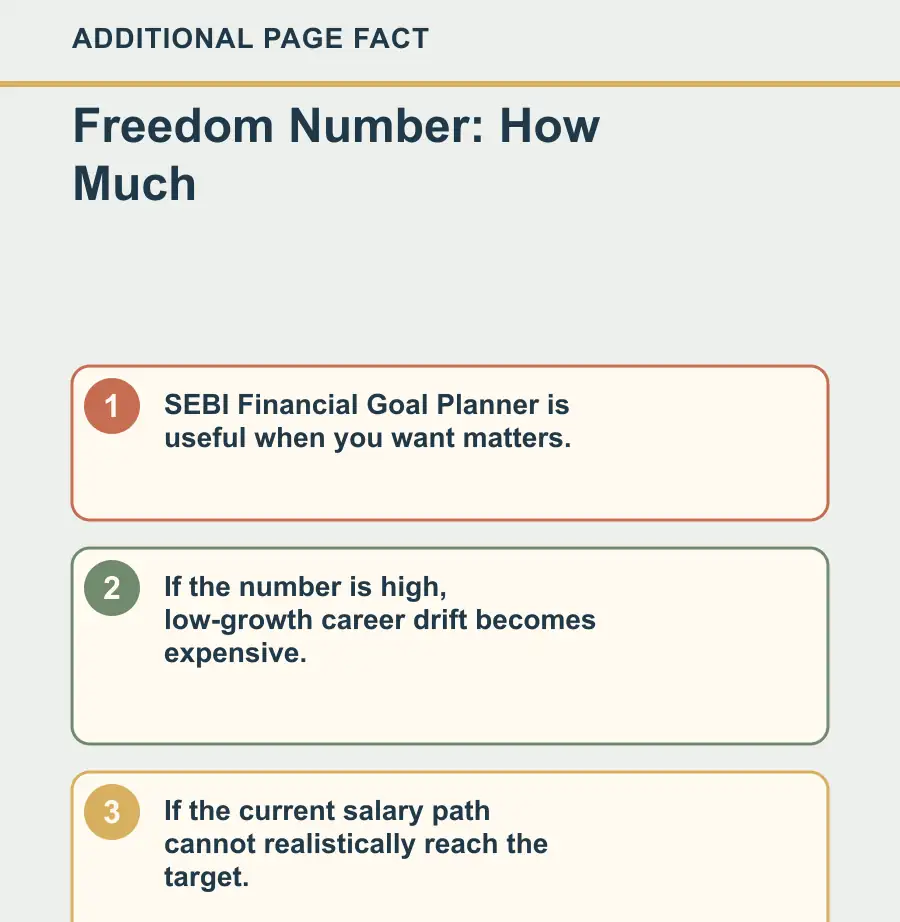 ADDITIONAL PAGE FACT
Freedom Number: How
Much
1
SEBI Financial Goal Planner is
useful when you want matters.
2
If the number is high,
low-growth career drift becomes
expensive.
3
If the current salary path
cannot realistically reach the
target.